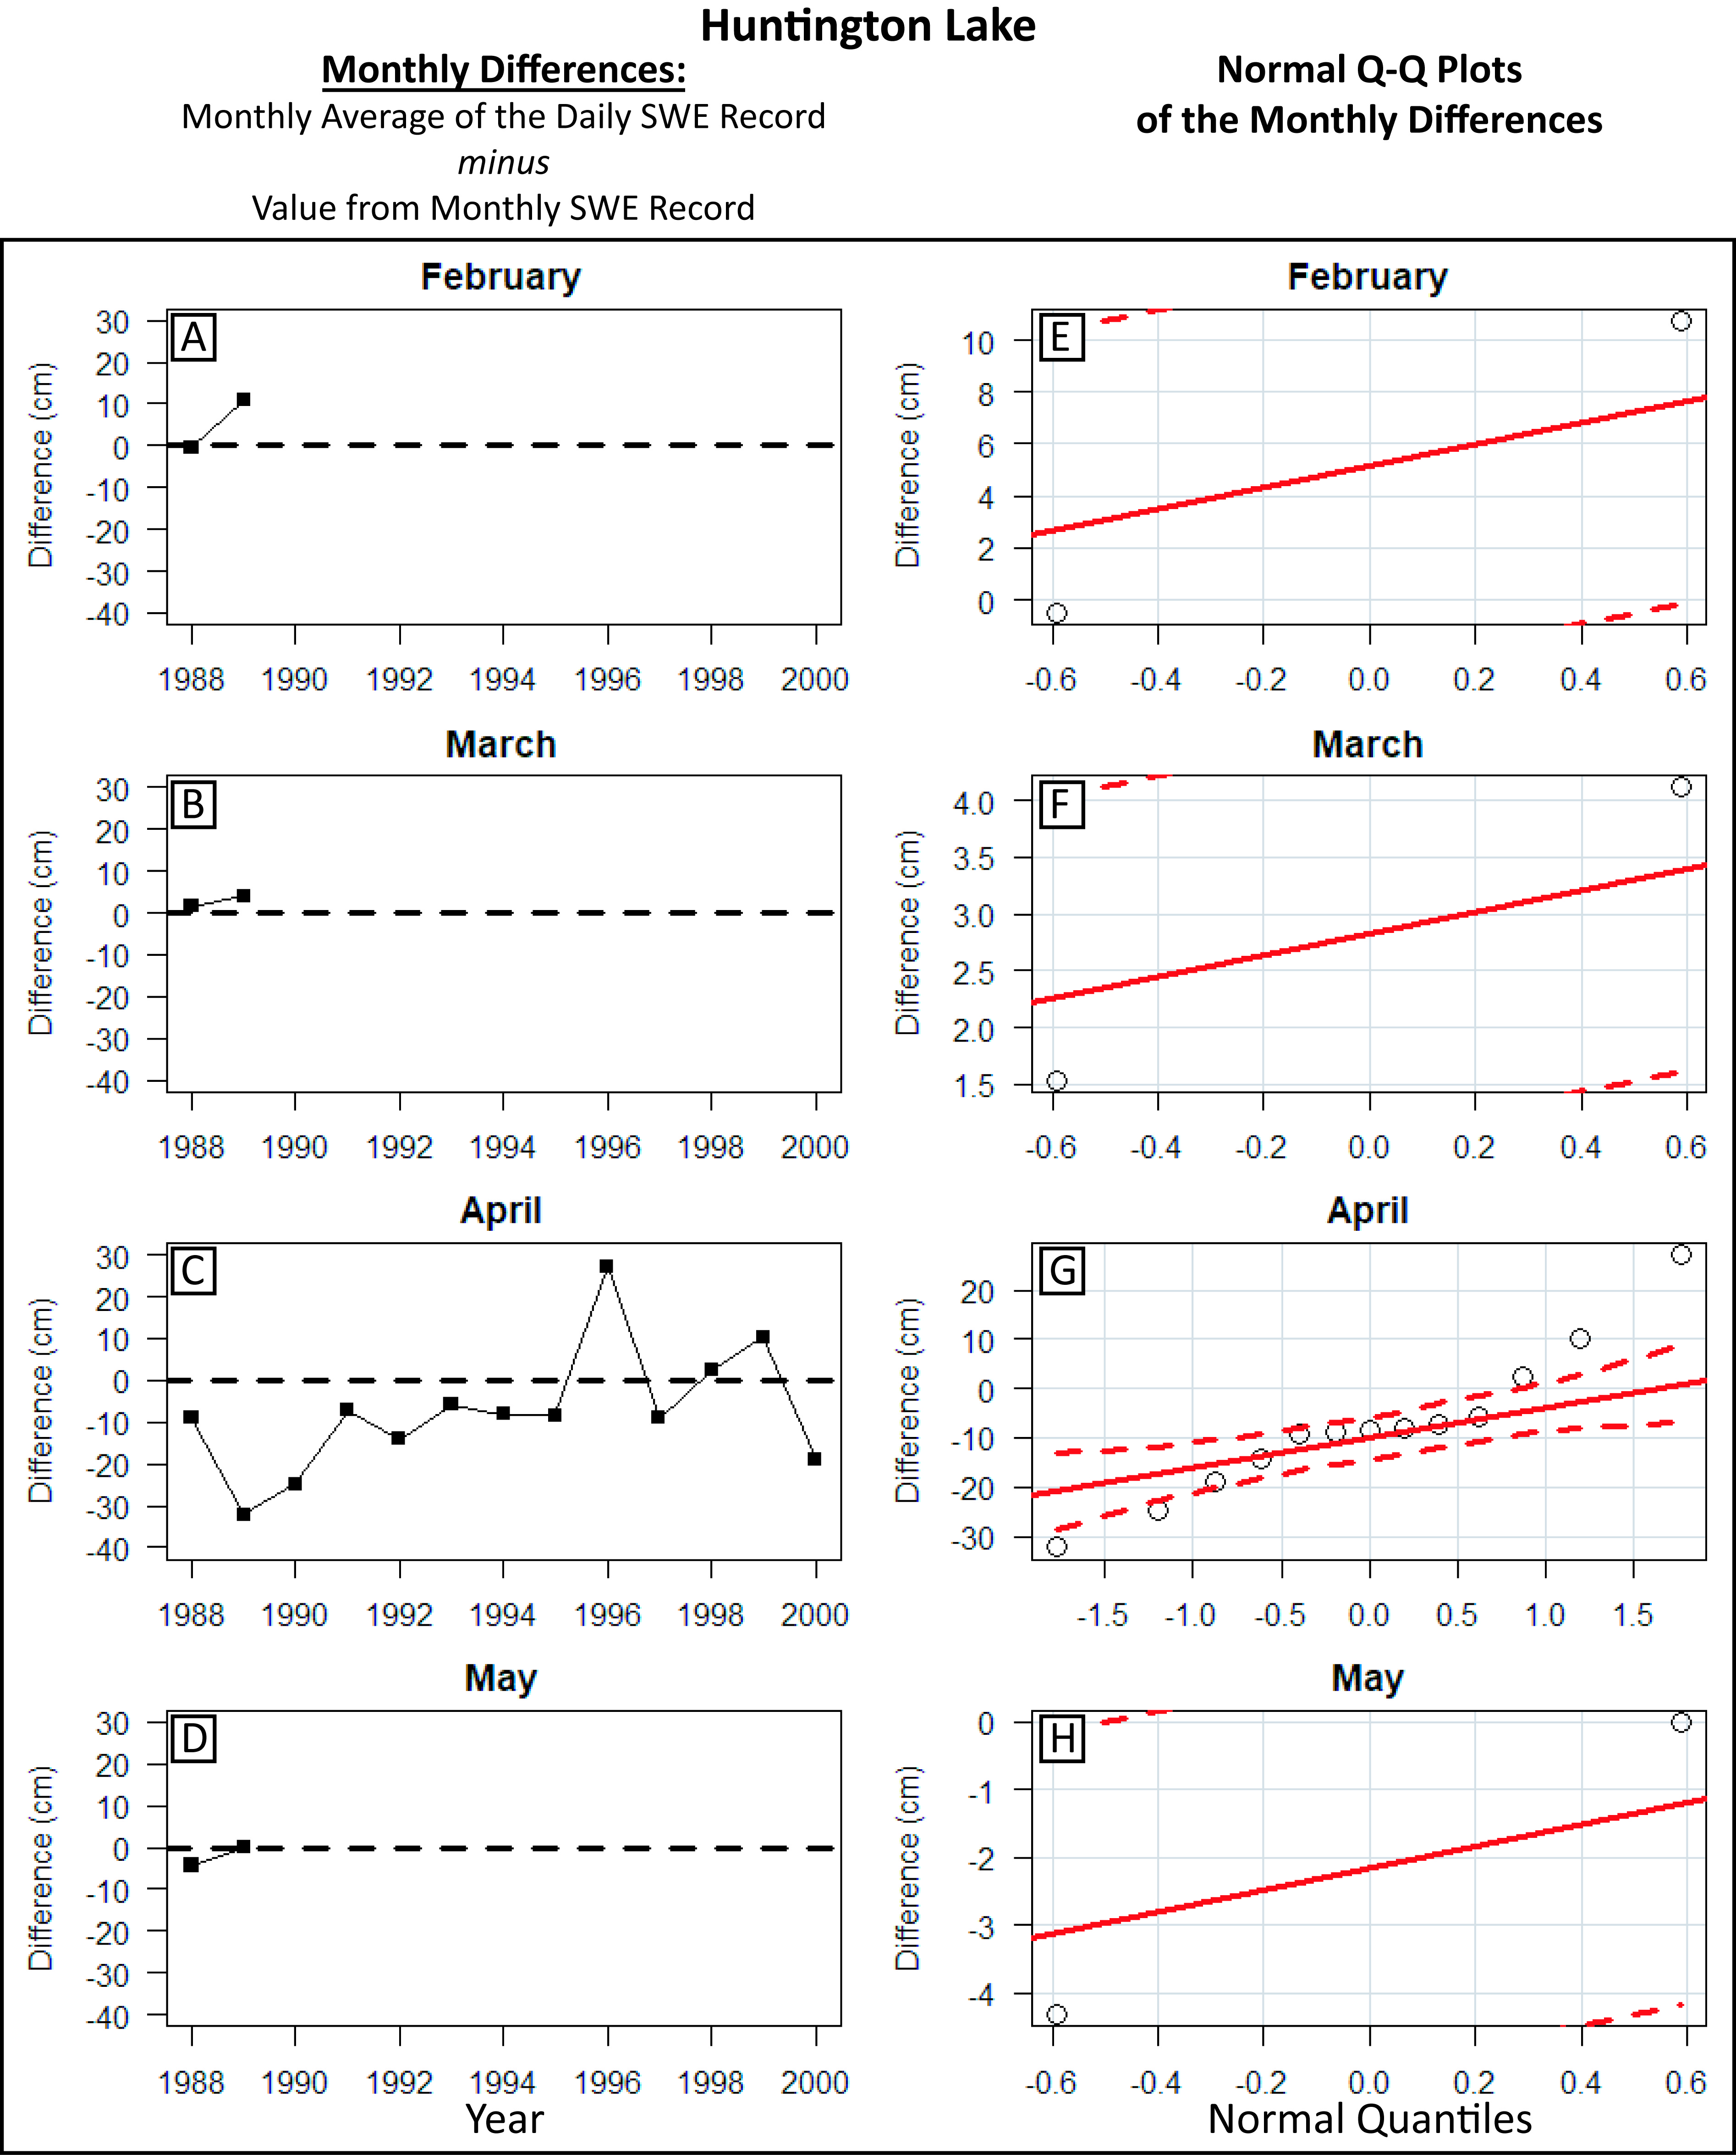 Huntington Lake
Monthly Differences:
Monthly Average of the Daily SWE Record
minus
Value from Monthly SWE Record
Normal Q-Q Plots
of the Monthly Differences
February
A
Difference (cm)
30
20
10
0
-10
-20
-30
-40
1988 1990 1992 1994 1996 1998 2000
February
E
Difference (cm)
10
8
6
4
2
0
-0.6 -0.4 -0.2 0.0 0.2 0.4 0.6
March
B
Difference (cm)
30
20
10
0
-10
-20
-30
-40
1988 1990 1992 1994 1996 1998 2000
March
F
Difference (cm)
4.0
3.5
3.0
2.5
2.0
1.5
-0.6 -0.4 -0.2 0.0 0.2 0.4 0.6
April
C
Difference (cm)
30
20
10
0
-10
-20
-30
-40
1988 1990 1992 1994 1996 1998 2000
April
G
Difference (cm)
20
10
0
-10
-20
-30
-1.5 -1.0 -0.5 0.0 0.5 1.0 1.5
May
D
Difference (cm)
30
20
10
0
-10
-20
-30
-40
1988 1990 1992 1994 1996 1998 2000
Year
May
H
Difference (cm)
0
-1
-2
-3
-4
-0.6 -0.4 -0.2 0.0 0.2 0.4 0.6
Normal Quantiles